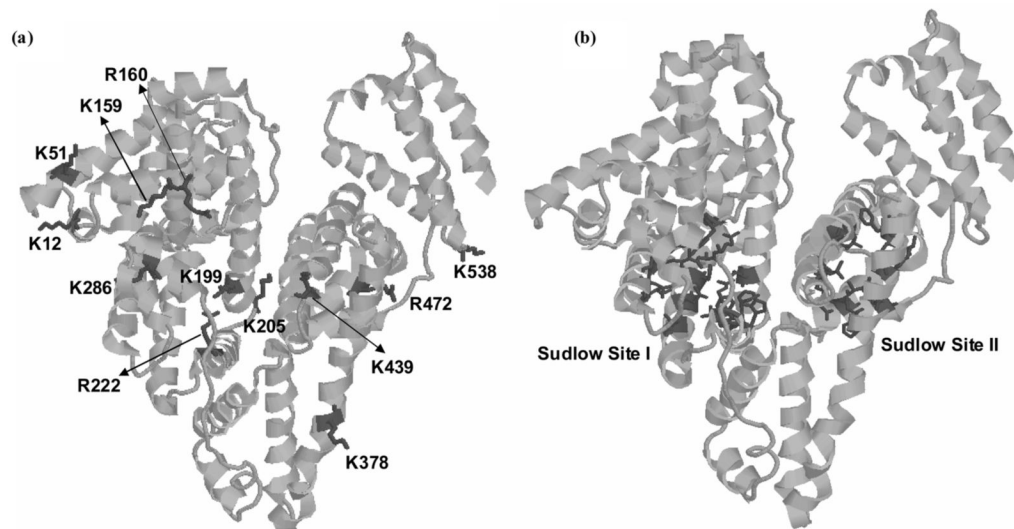 (a)
(b)
R160
K159
K51
K12
K286
K199
K205
R222
K538
R472
K439
K378
Sudlow Site I
Sudlow Site II